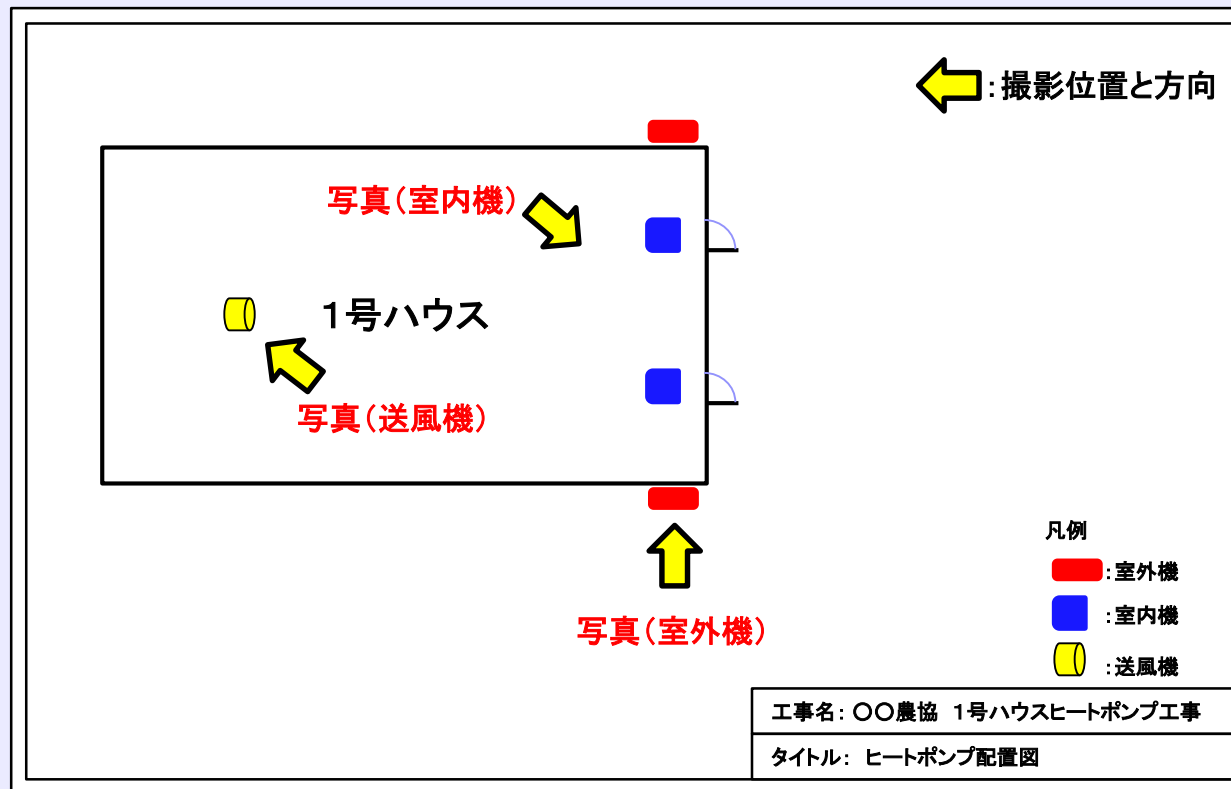 :撮影位置と方向
写真(室内機)
1号ハウス
写真(送風機)
写真(室外機)
凡例
:室外機
:室内機
:送風機
工事名: 〇〇農協 1号ハウスヒートポンプ工事
タイトル: ヒートポンプ配置図